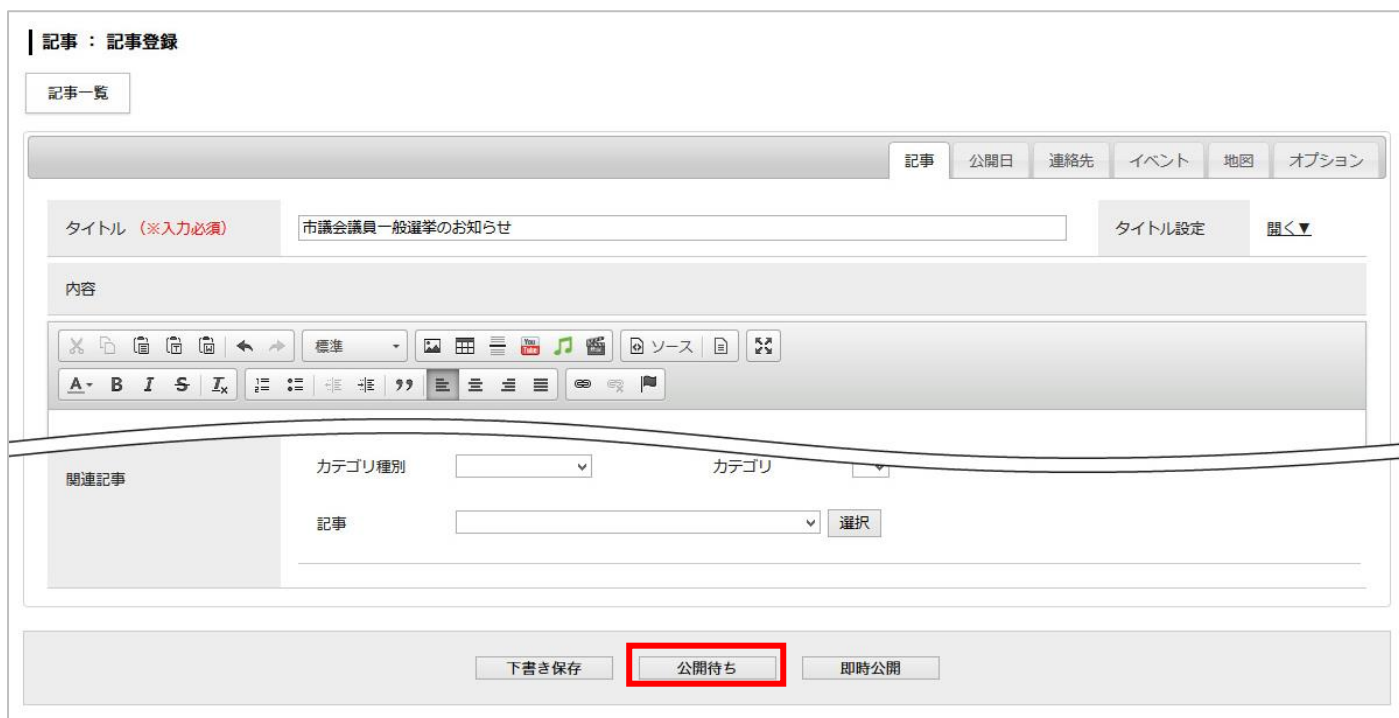 記事 ： 記事登録
記事一覧
記事 公開日 連絡先 イベント 地図 オプション
タイトル （※入力必須） 市議会議員一般選挙のお知らせ タイトル設定 開く▼
内容
標準 You Tube ソース
A B I S Tx
関連記事 カテゴリ種別 カテゴリ
記事 選択
下書き保存 公開待ち 即時公開